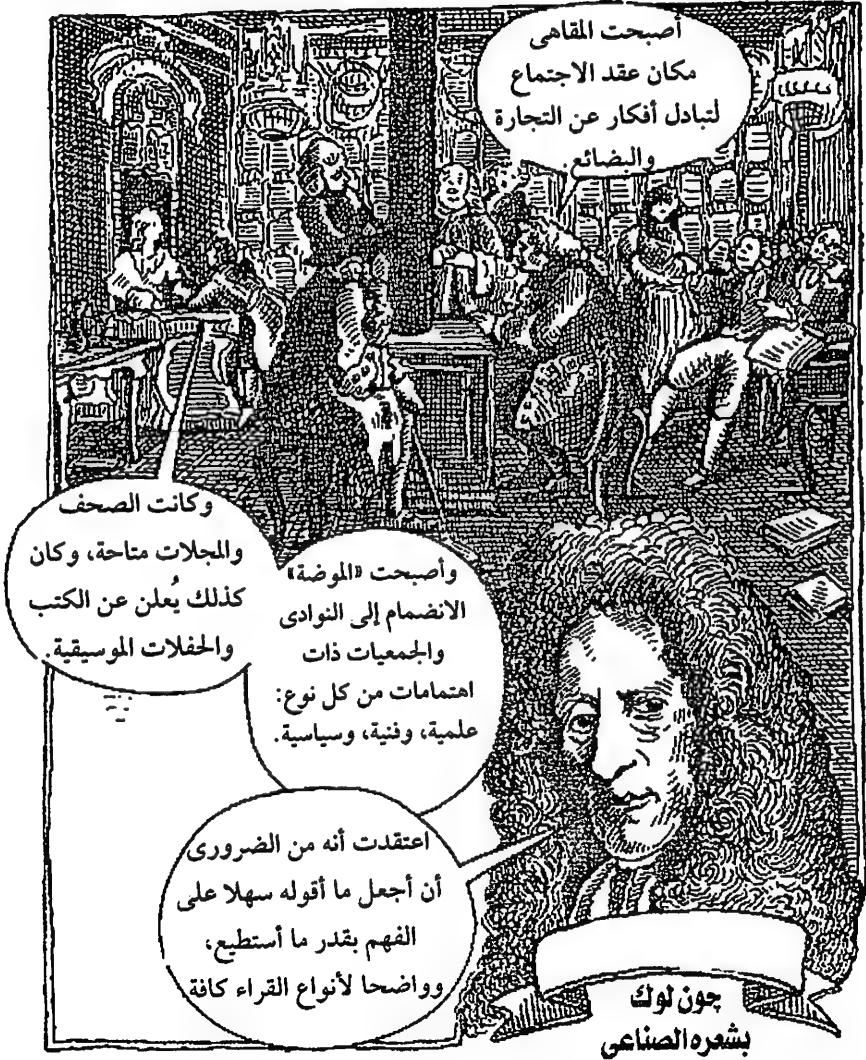 أصبحت المقاهى
مكان عقد الاجتماع
لتبادل أفكار عن التجارة
والبضائع.
وكانت الصحف
والمجلات متاحة، وكان
كذلك يُعلن عن الكتب
والحفلات الموسيقية.
وأصبحت «الموضة»
الانضمام إلى النوادى
والجمعيات ذات
اهتمامات من كل نوع:
علمية، وفنية، وسياسية.
اعتقدت أنه من الضرورى
أن أجعل ما أقوله سهلا على
الفهم بقدر ما أستطيع،
وواضحا لأنواع القراء كافة
چون لوك
بشعره الصناعى